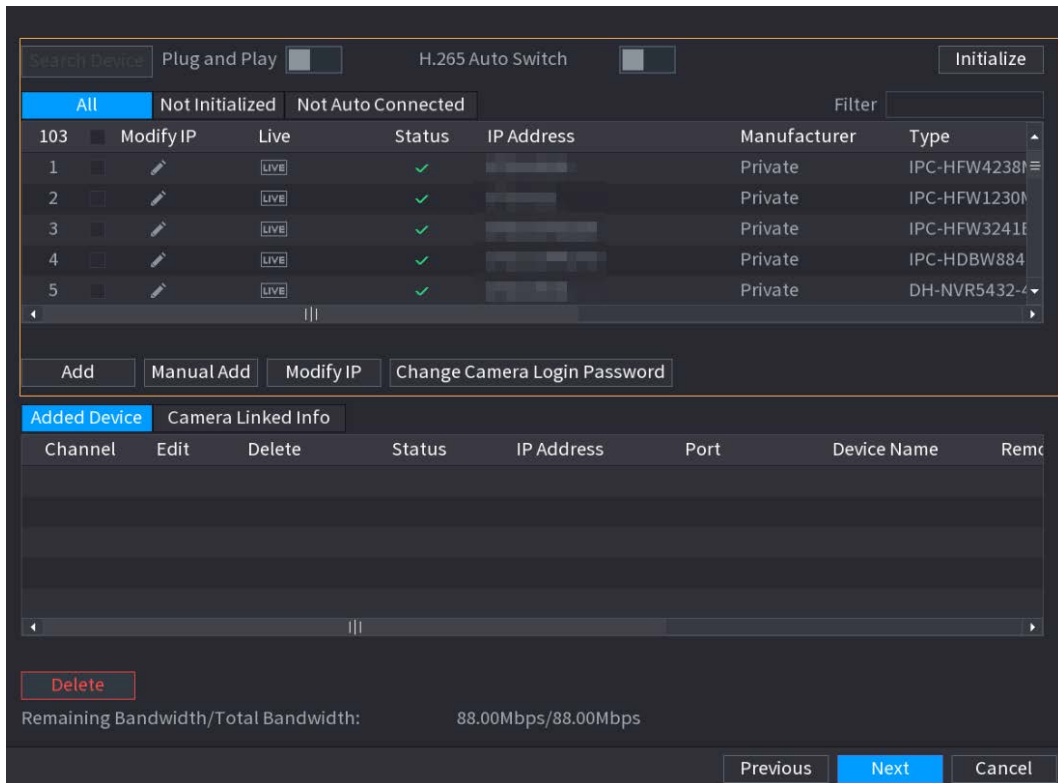 Search Device Plug and Play H.265 Auto Switch Initialize
All Not Initialized Not Auto Connected Filter
103 Modify IP Live Status IP Address Manufacturer Type
1 LIVE Private IPC-HFW4238
2 LIVE Private IPC-HFW1230
3 LIVE Private IPC-HFW3241
4 LIVE Private IPC-HDBW884
5 LIVE Private DH-NVR5432-
Add Manual Add Modify IP Change Camera Login Password
Added Device Camera Linked Info
Channel Edit Delete Status IP Address Port Device Name Remo
Delete
Remaining Bandwidth/Total Bandwidth: 88.00Mbps/88.00Mbps
Previous Next Cancel